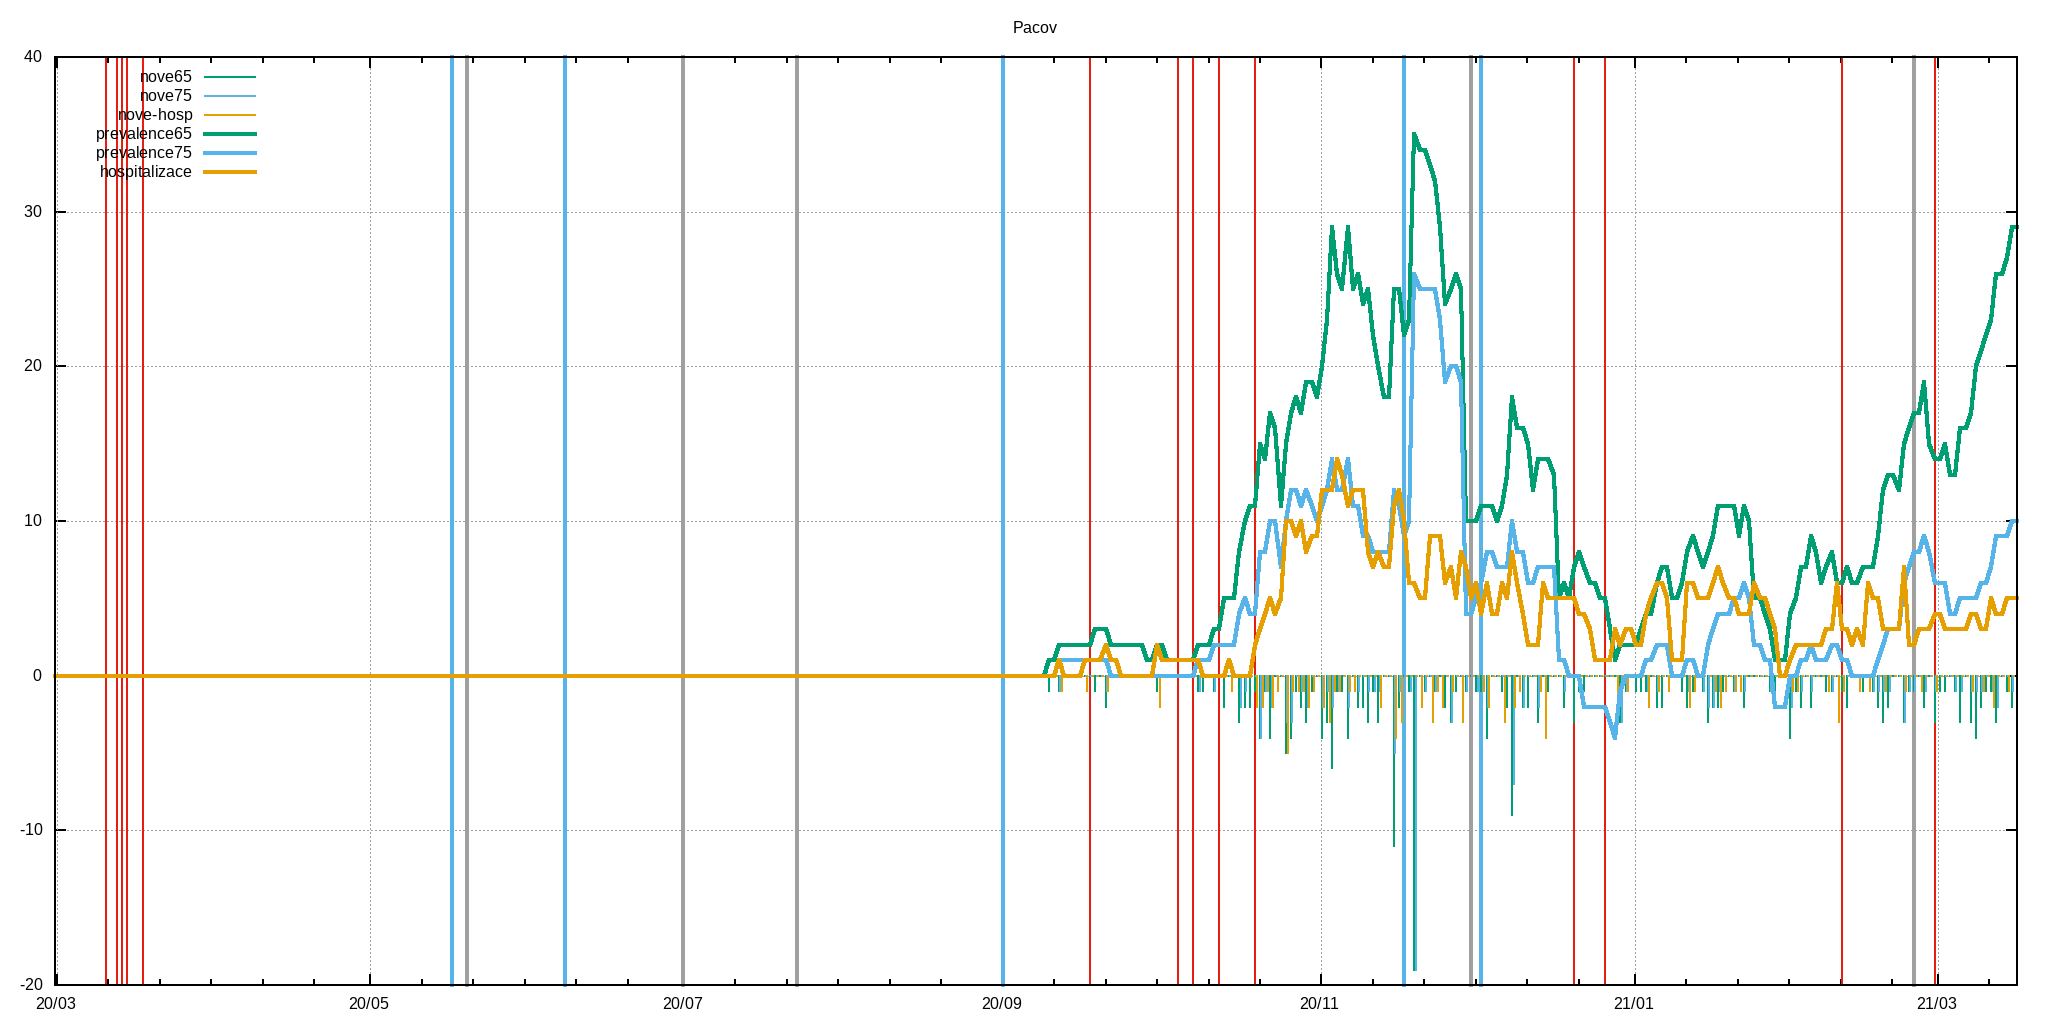 Pacov
40
30
20
10
0
-10
-20
nove65
nove75
nove-hosp
prevalence65
prevalence75
hospitalizace
20/03 20/05 20/07 20/09 20/11 21/01 21/03